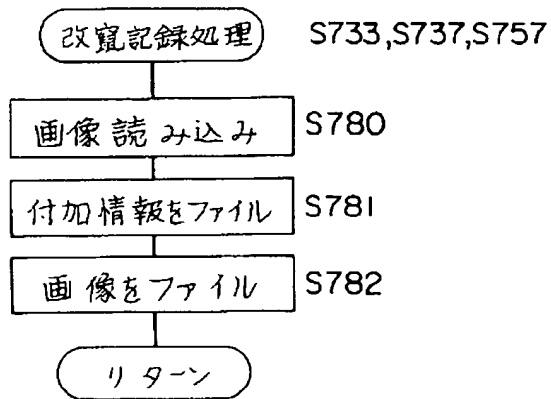 改竄記録処理 S733,S737,S757
画像読み込み S780
付加情報をファイル S781
画像をファイル S782
リターン